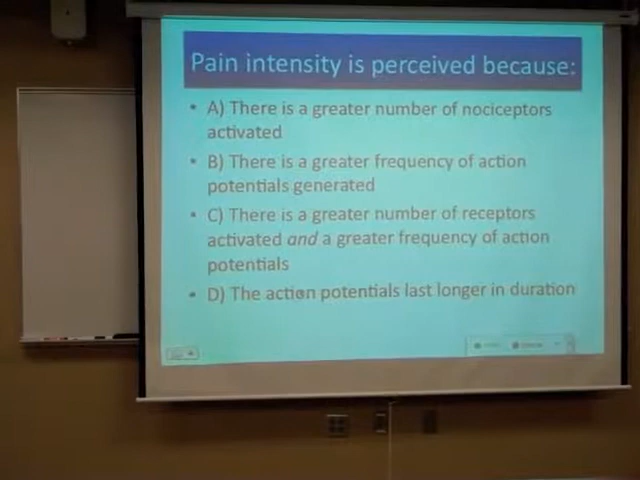 Pain intensity is perceived because:
• A) There is a greater number of nociceptors
activated
• B) There is a greater frequency of action
potentials generated
• C) There is a greater number of receptors
activated and a greater frequency of action
potentials
• D) The action potentials last longer in duration